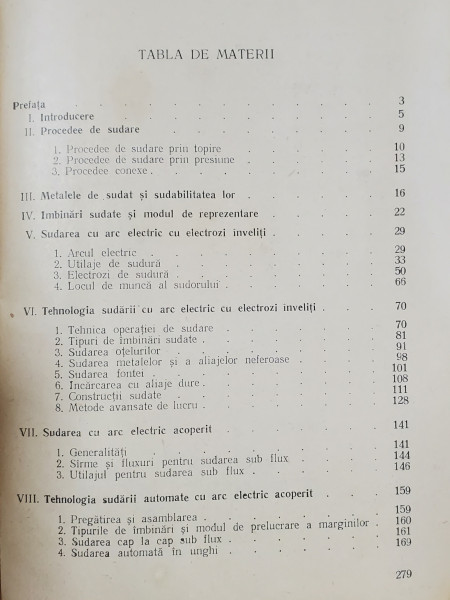 TABLA DE MATERII
Prefața . . . . . . . . . . . . 3
I. Introducere . . . . . . . . . . 5
II. Procedee de sudare . . . . . . . . 9
1. Procedee de sudare prin topire . . . . . 10
2. Procedee de sudare prin presiune . . . . . 13
3. Procedee conexe . . . . . . . . . 15
III. Metalele de sudat și sudabilitatea lor . . . . . 16
IV. Imbinări sudate și modul de reprezentare . . . . 22
V. Sudarea cu arc electric cu electrozi inveliți . . . . 29
1. Arcul electric . . . . . . . . . 29
2. Utilaje de sudură . . . . . . . . 33
3. Electrozi de sudură . . . . . . . . 50
4. Locul de muncă al sudorului . . . . . . 66
VI. Tehnologia sudării cu arc electric cu electrozi inveliți . . . 70
1. Tehnica operației de sudare . . . . . . 70
2. Tipuri de îmbinări sudate . . . . . . . 81
3. Sudarea oțelurilor . . . . . . . . 91
4. Sudarea metalelor și a aliajelor neferoase . . . . 98
5. Sudarea fontei . . . . . . . . . 101
6. Incărcarea cu aliaje dure . . . . . . . 108
7. Construcții sudate . . . . . . . . 111
8. Metode avansate de lucru . . . . . . . 128
VII. Sudarea cu arc electric acoperit . . . . . . 141
1. Generalități . . . . . . . . . 141
2. Sîrme și fluxuri pentru sudarea sub flux . . . . 144
3. Utilajul pentru sudarea sub flux . . . . . 146
VIII. Tehnologia sudării automate cu arc electric acoperit . . . 159
1. Pregătirea și asamblarea . . . . . . . 159
2. Tipurile de îmbinări și modul de prelucrare a marginilor . . 160
3. Sudarea cap la cap sub flux . . . . . . 161
4. Sudarea automată în unghi . . . . . . 169
279